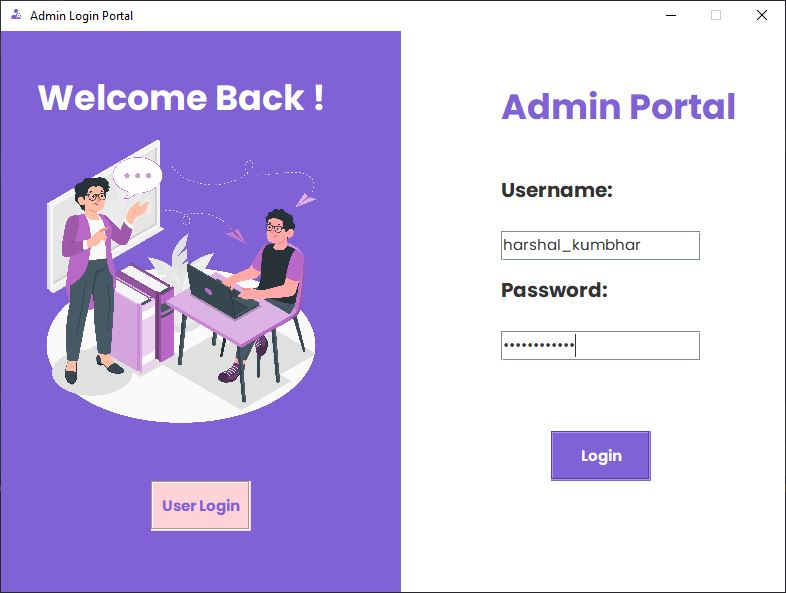 Admin Login Portal
Welcome Back !
User Login
Admin Portal
Username:
harshal_kumbhar
Password:
••••••••••••
Login